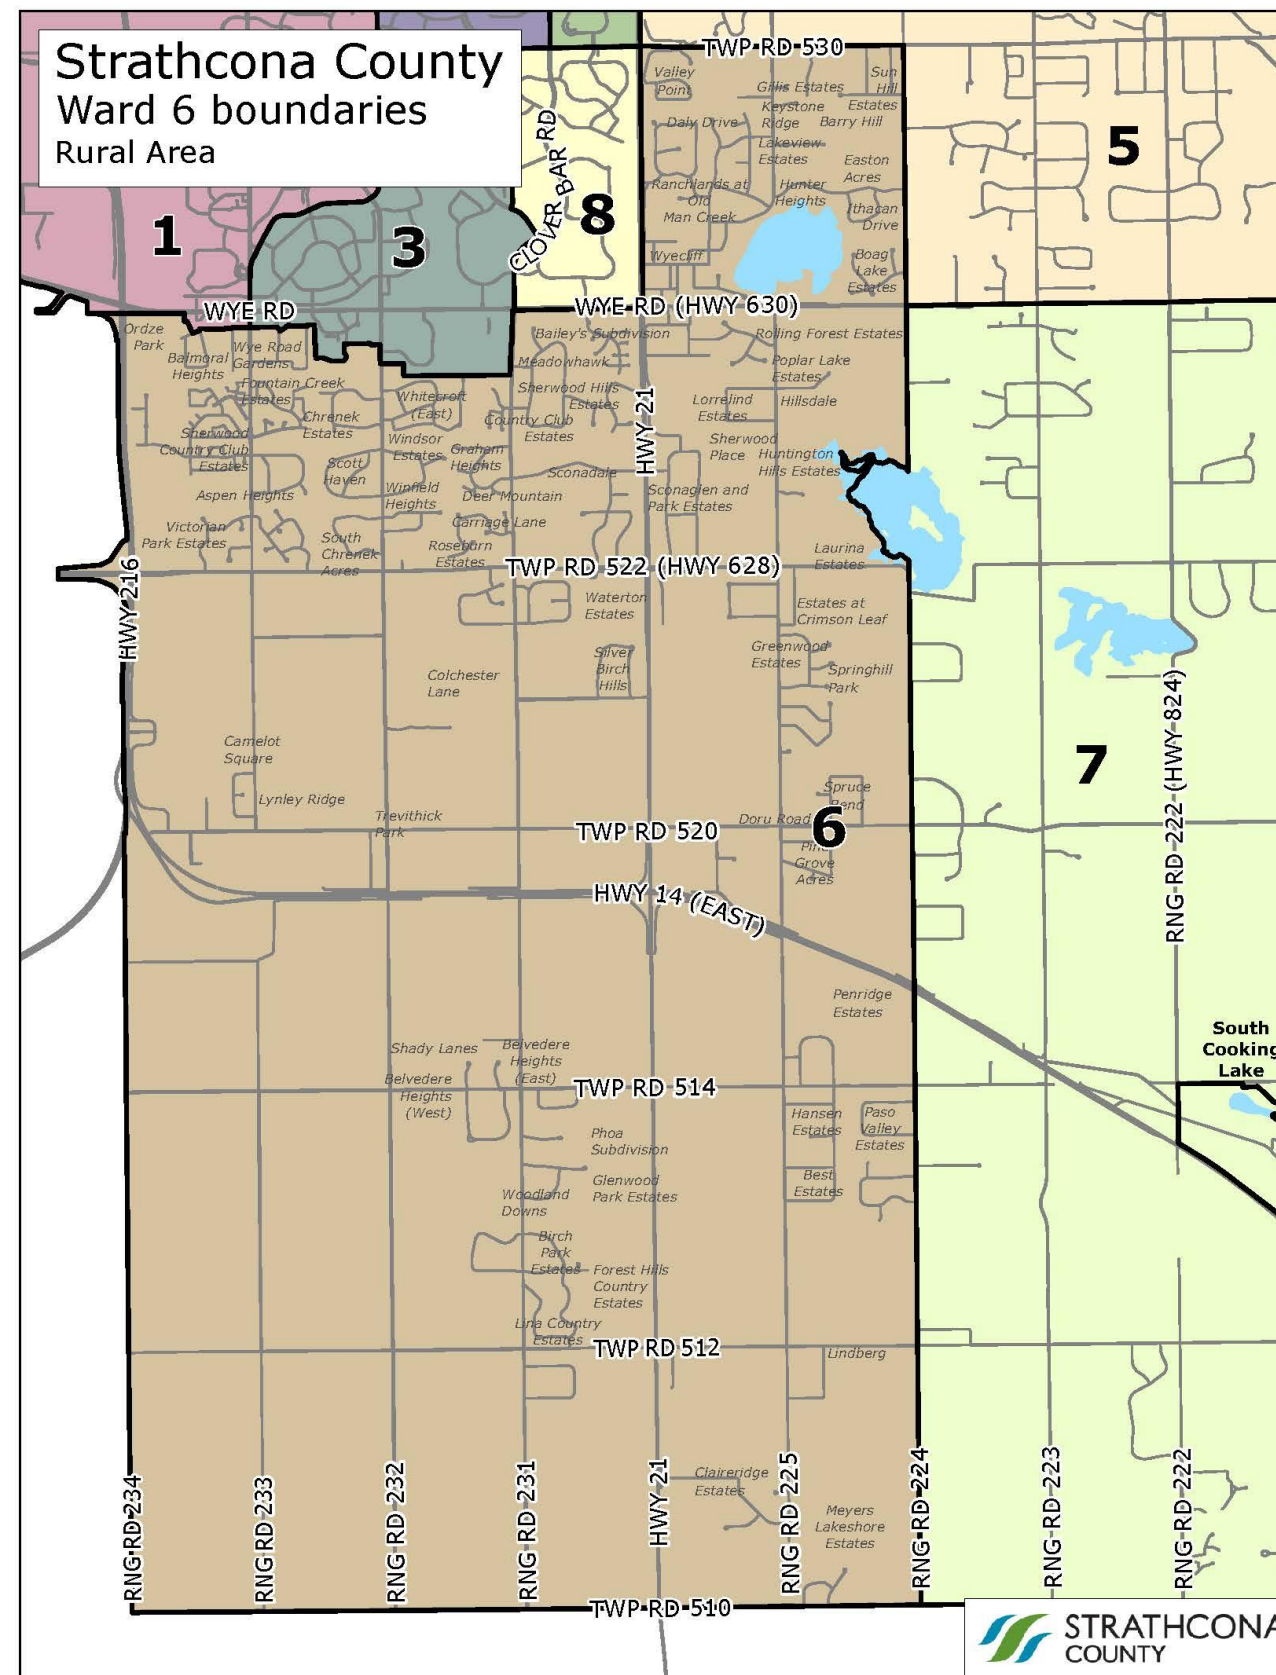 Strathcona County
Ward 6 boundaries
Rural Area
TWP RD 530
Valley
Point
Gillis Estates
Sun
Hill
Estates
Keystone
Ridge
Daly Drive
Barry Hill
Lakeview
Estates
Easton
Acres
Ranchlands at
Old
Man Creek
Hunter
Heights
Ithacan
Drive
Wyecliff
Boag
Lake
Estates
CLOVER BAR RD
1
3
8
5
WYE RD
WYE RD (HWY 630)
Ordze
Park
Balmoral
Heights
Wye Road
Gardens
Fountain Creek
Estates
Bailey's Subdivision
Rolling Forest Estates
Meadowhawk
Poplar Lake
Estates
Sherwood Hills
Estates
Whitecroft
(East)
Chrenek
Estates
Country Club
Estates
HWY 21
Lorrelind
Estates
Hillsdale
Sherwood
Country Club
Estates
Windsor
Estates
Graham
Heights
Sherwood
Place
Huntington
Hills Estates
Scott
Haven
Sconadale
Aspen Heights
Winfield
Heights
Deer Mountain
Sconaglen and
Park Estates
Victorian
Park Estates
South
Chrenek
Acres
Carriage Lane
Roseburn
Estates
Laurina
Estates
TWP RD 522 (HWY 628)
HWY 216
Waterton
Estates
Estates at
Crimson Leaf
Silver
Birch
Hills
Greenwood
Estates
Springhill
Park
Colchester
Lane
Camelot
Square
RNG RD 222 (HWY 824)
7
Lynley Ridge
Trevithick
Park
Spruce
Bend
Doru Road
6
TWP RD 520
Pine
Grove
Acres
HWY 14 (EAST)
Penridge
Estates
South
Cooking
Lake
Shady Lanes
Belvedere
Heights
(East)
Belvedere
Heights
(West)
TWP RD 514
Hansen
Estates
Paso
Valley
Estates
Phoa
Subdivision
Glenwood
Park Estates
Best
Estates
Woodland
Downs
Birch
Park
Estates
Forest Hills
Country
Estates
Lina Country
Estates
TWP RD 512
Lindberg
Claireridge
Estates
Meyers
Lakeshore
Estates
RNG RD 234
RNG RD 233
RNG RD 232
RNG RD 231
HWY 21
RNG RD 225
RNG RD 224
RNG RD 223
RNG RD 222
TWP RD 510
STRATHCONA
COUNTY